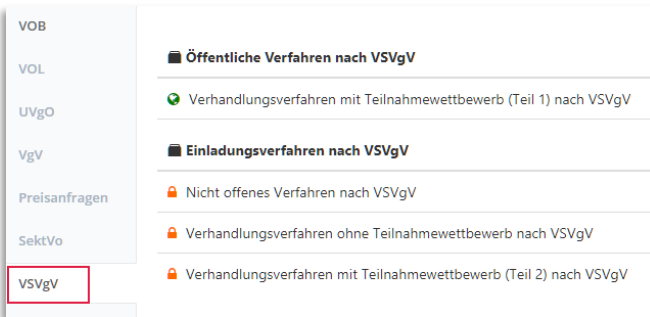 VOB
VOL
UVgO
VgV
Preisanfragen
SektVo
VSVgV
Öffentliche Verfahren nach VSVgV
Verhandlungsverfahren mit Teilnahmewettbewerb (Teil 1) nach VSVgV
Einladungsverfahren nach VSVgV
Nicht offenes Verfahren nach VSVgV
Verhandlungsverfahren ohne Teilnahmewettbewerb nach VSVgV
Verhandlungsverfahren mit Teilnahmewettbewerb (Teil 2) nach VSVgV